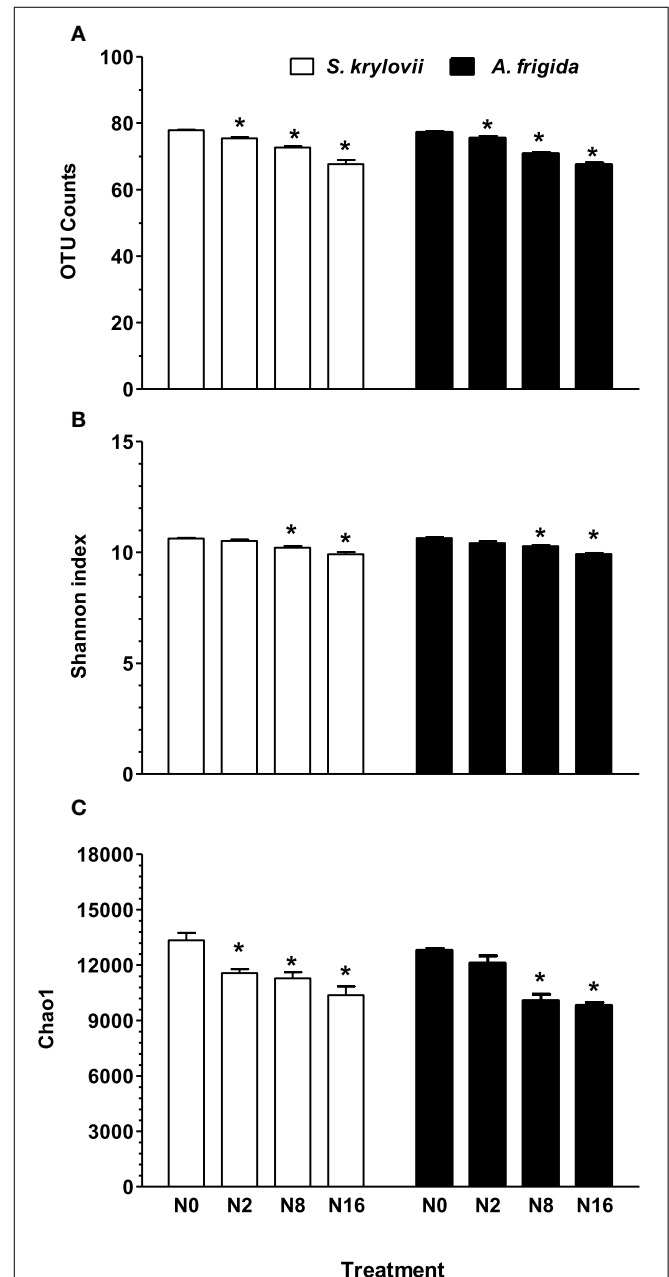 A
100
80
60
40
20
0
OTU Counts
S. krylovii
A. frigida
* * *
* * *
B
15
10
5
0
Shannon index
* *
* *
C
18000
15000
12000
9000
6000
3000
0
Chao1
* * *
* *
N0 N2 N8 N16 N0 N2 N8 N16
Treatment